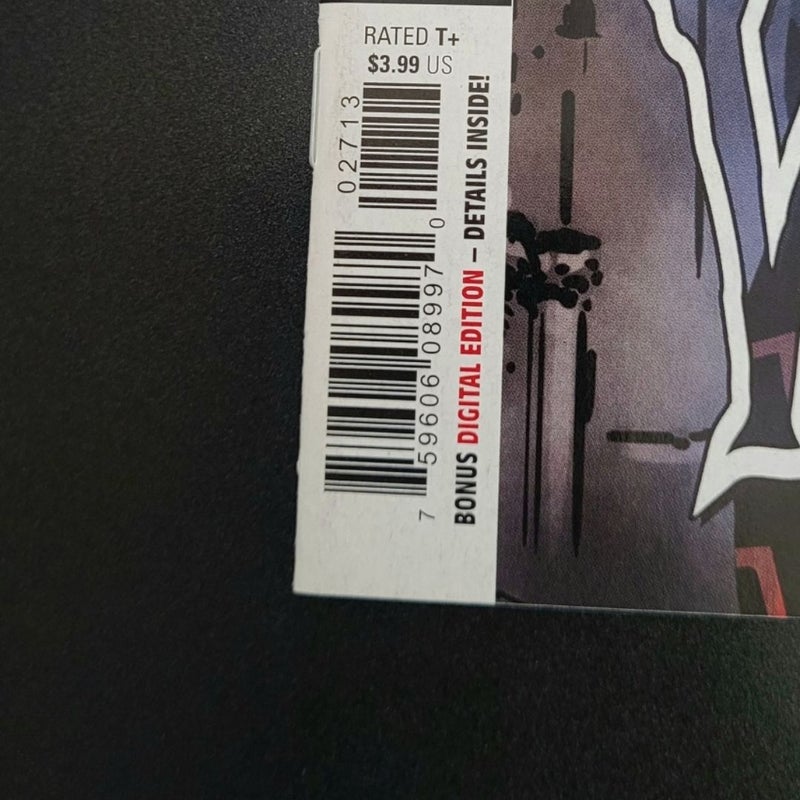 RATED T+
$3.99 US
02713
7 59606 08997 0
BONUS DIGITAL EDITION – DETAILS INSIDE!